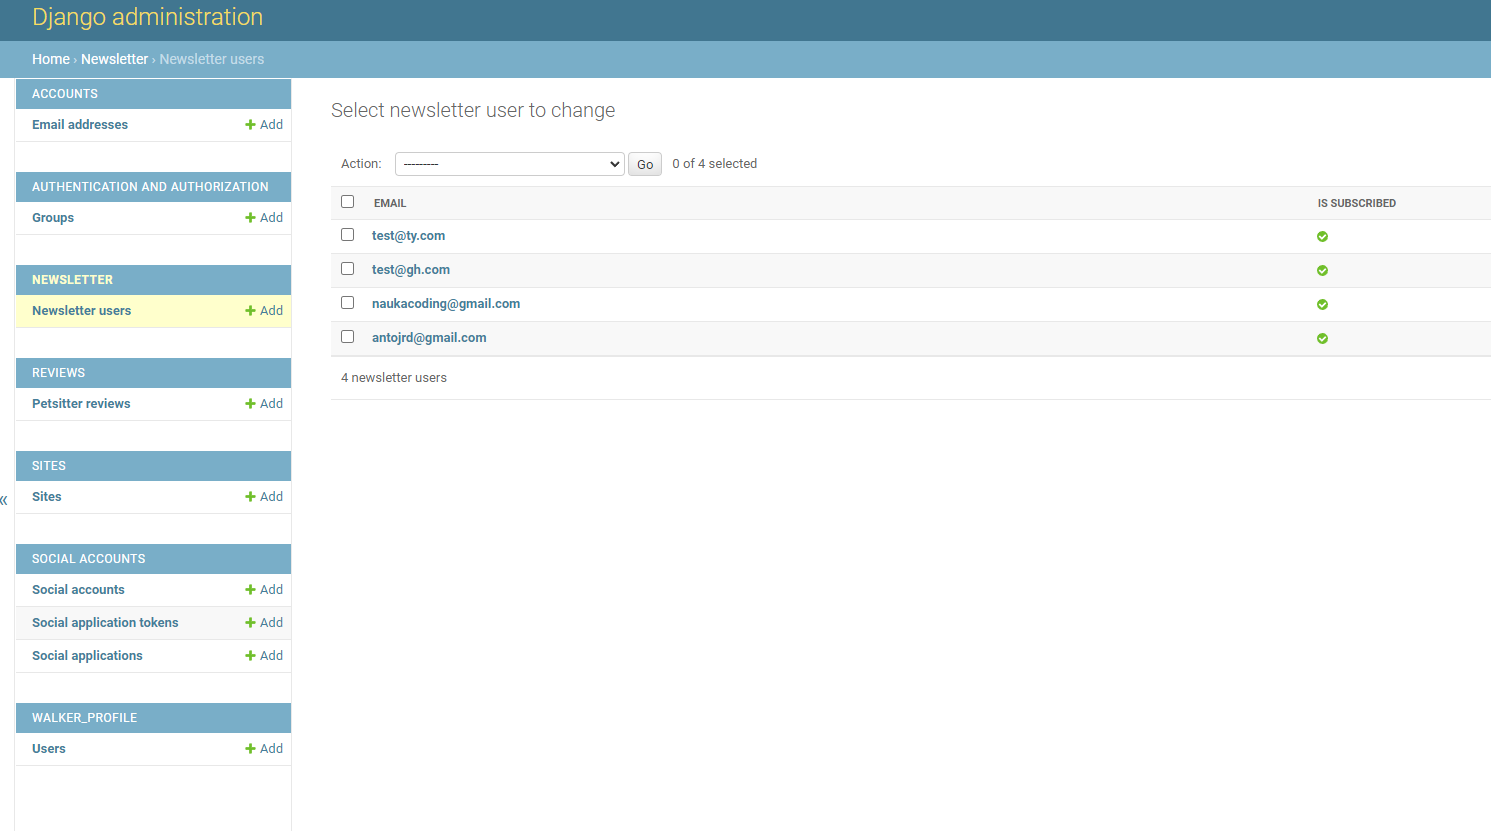 Django administration
Home › Newsletter › Newsletter users
ACCOUNTS
Email addresses + Add
AUTHENTICATION AND AUTHORIZATION
Groups + Add
NEWSLETTER
Newsletter users + Add
REVIEWS
Petsitter reviews + Add
SITES
Sites + Add
SOCIAL ACCOUNTS
Social accounts + Add
Social application tokens + Add
Social applications + Add
WALKER_PROFILE
Users + Add
«
Select newsletter user to change
Action: --------- Go 0 of 4 selected
EMAIL IS SUBSCRIBED
test@ty.com
test@gh.com
naukacoding@gmail.com
antojrd@gmail.com
4 newsletter users